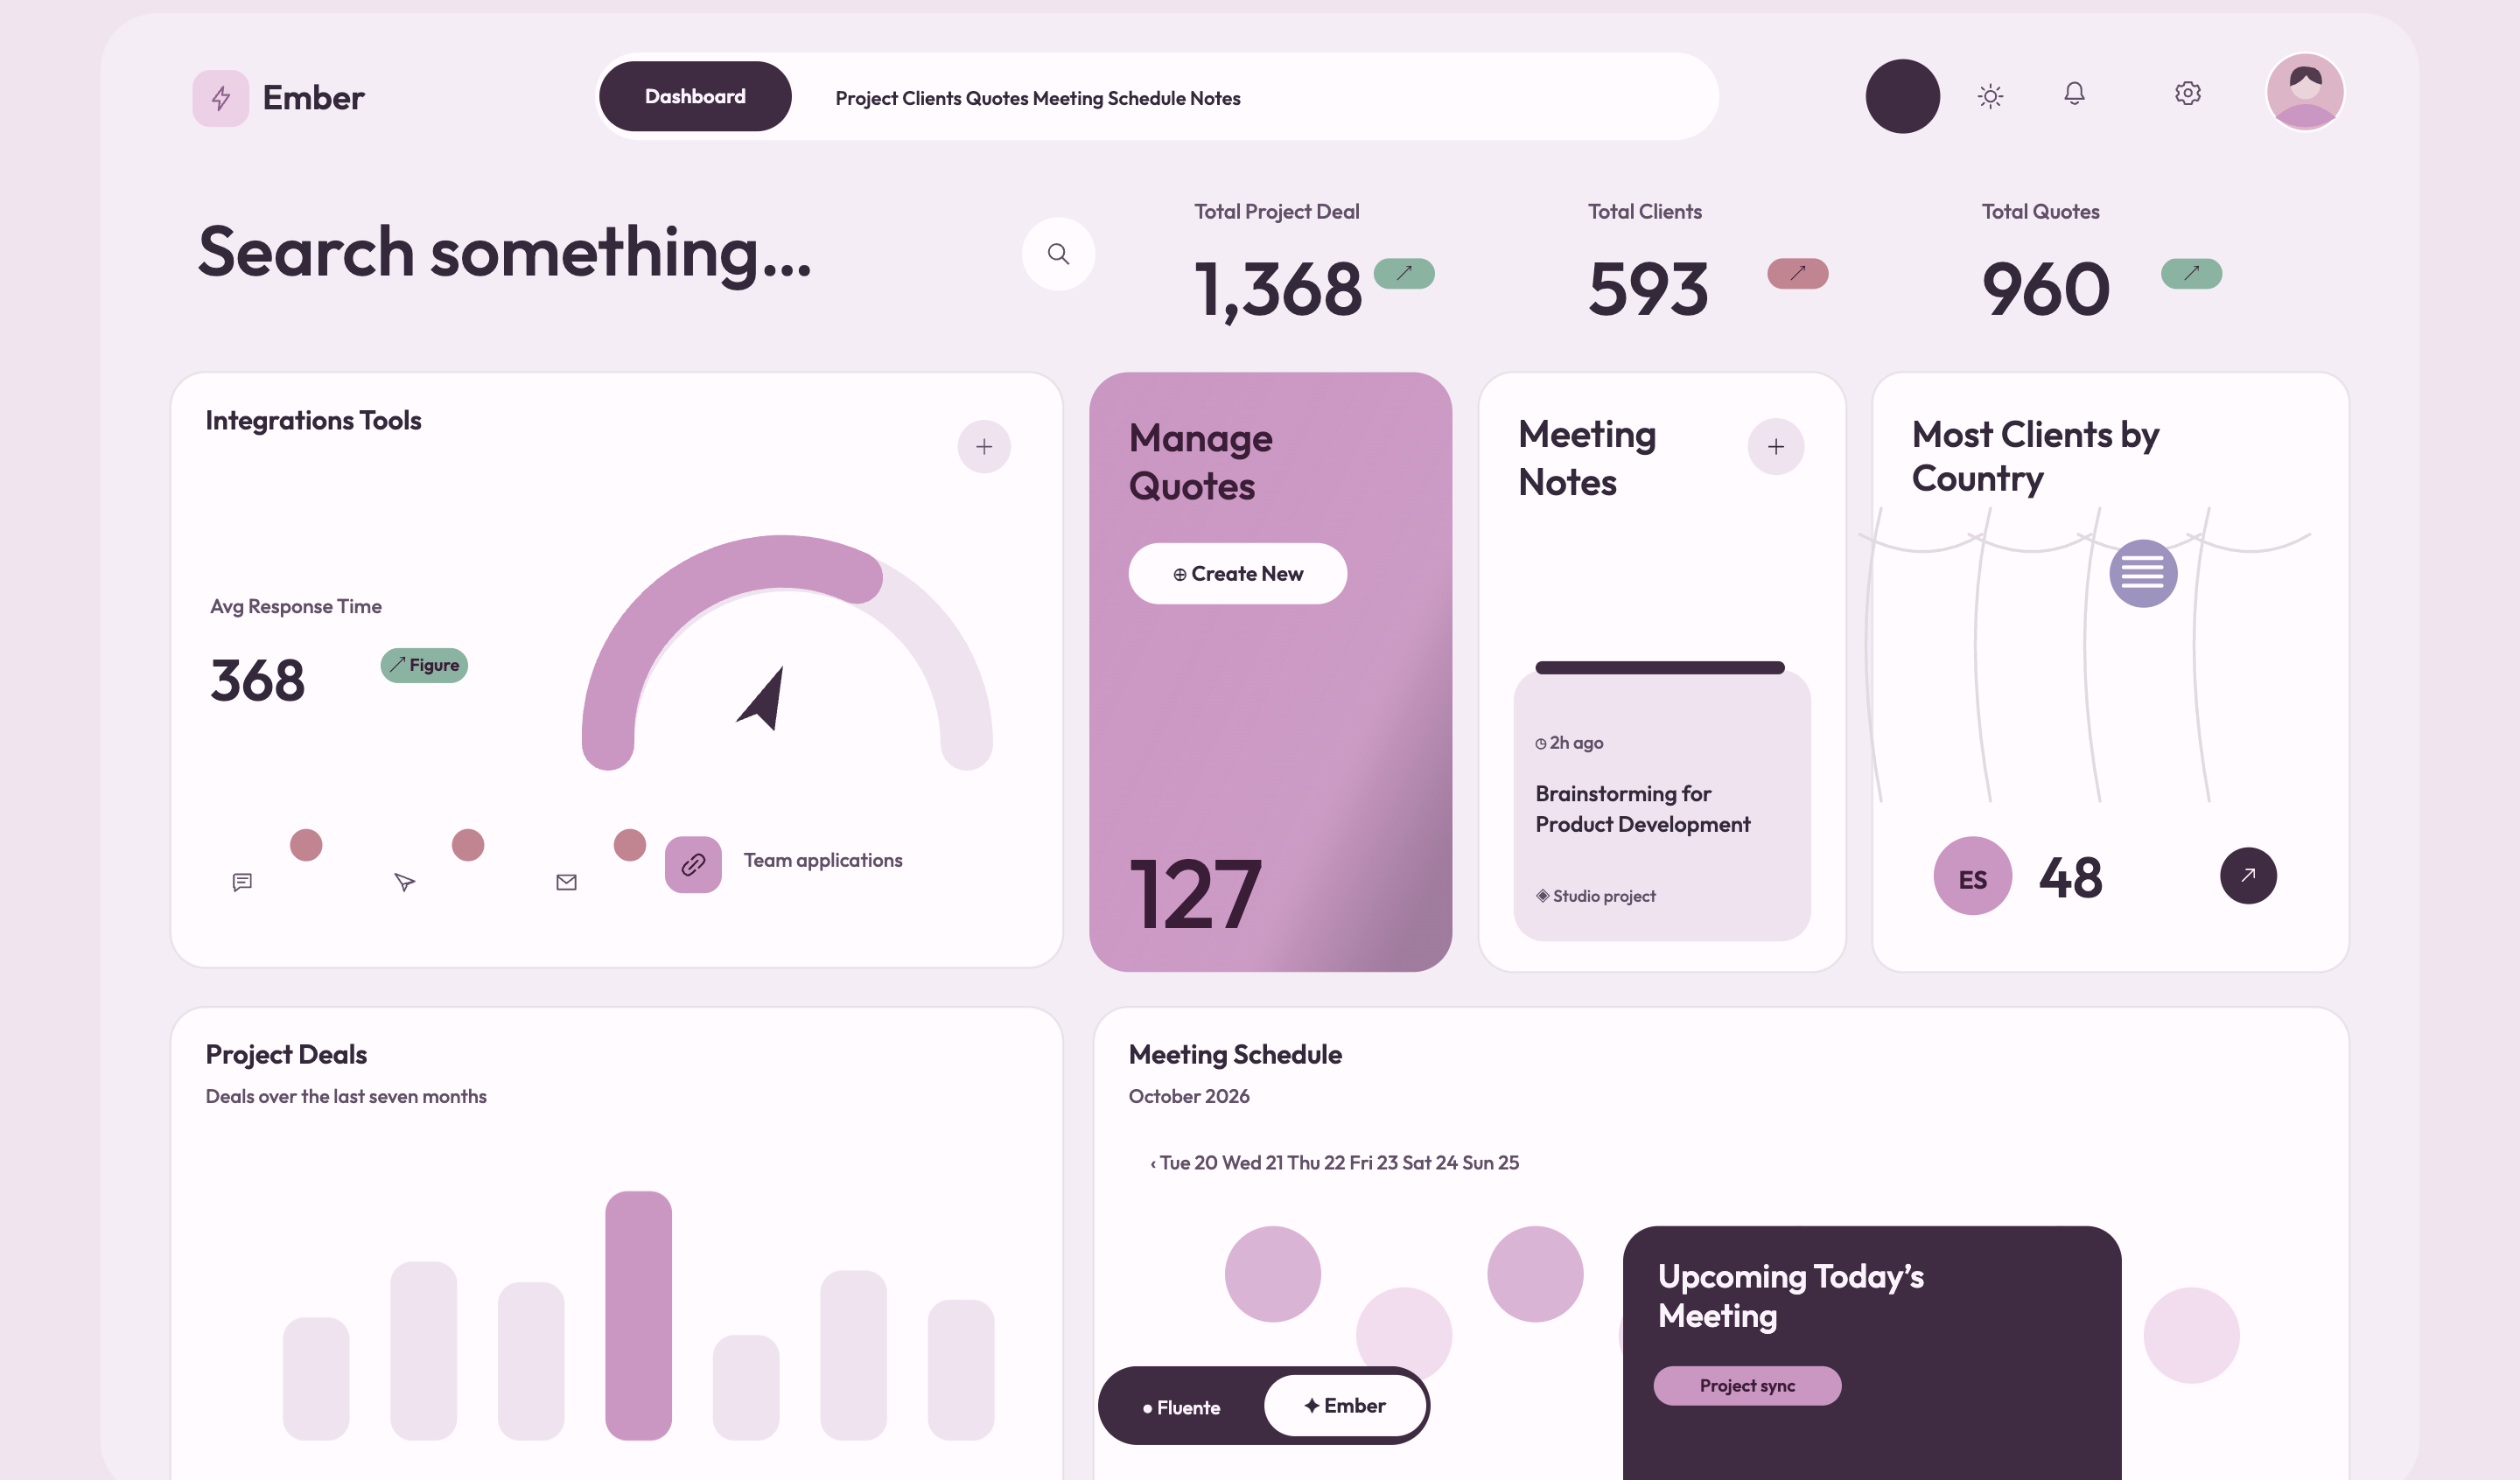 Ember
Dashboard
Project Clients Quotes Meeting Schedule Notes
Search something...
Total Project Deal
1,368
Total Clients
593
Total Quotes
960
Integrations Tools
Avg Response Time
368
Figure
Team applications
Manage
Quotes
⊕ Create New
127
Meeting
Notes
2h ago
Brainstorming for
Product Development
◈ Studio project
Most Clients by
Country
ES
48
Project Deals
Deals over the last seven months
Meeting Schedule
October 2026
‹ Tue 20 Wed 21 Thu 22 Fri 23 Sat 24 Sun 25
Upcoming Today’s
Meeting
Project sync
● Fluente
✦ Ember